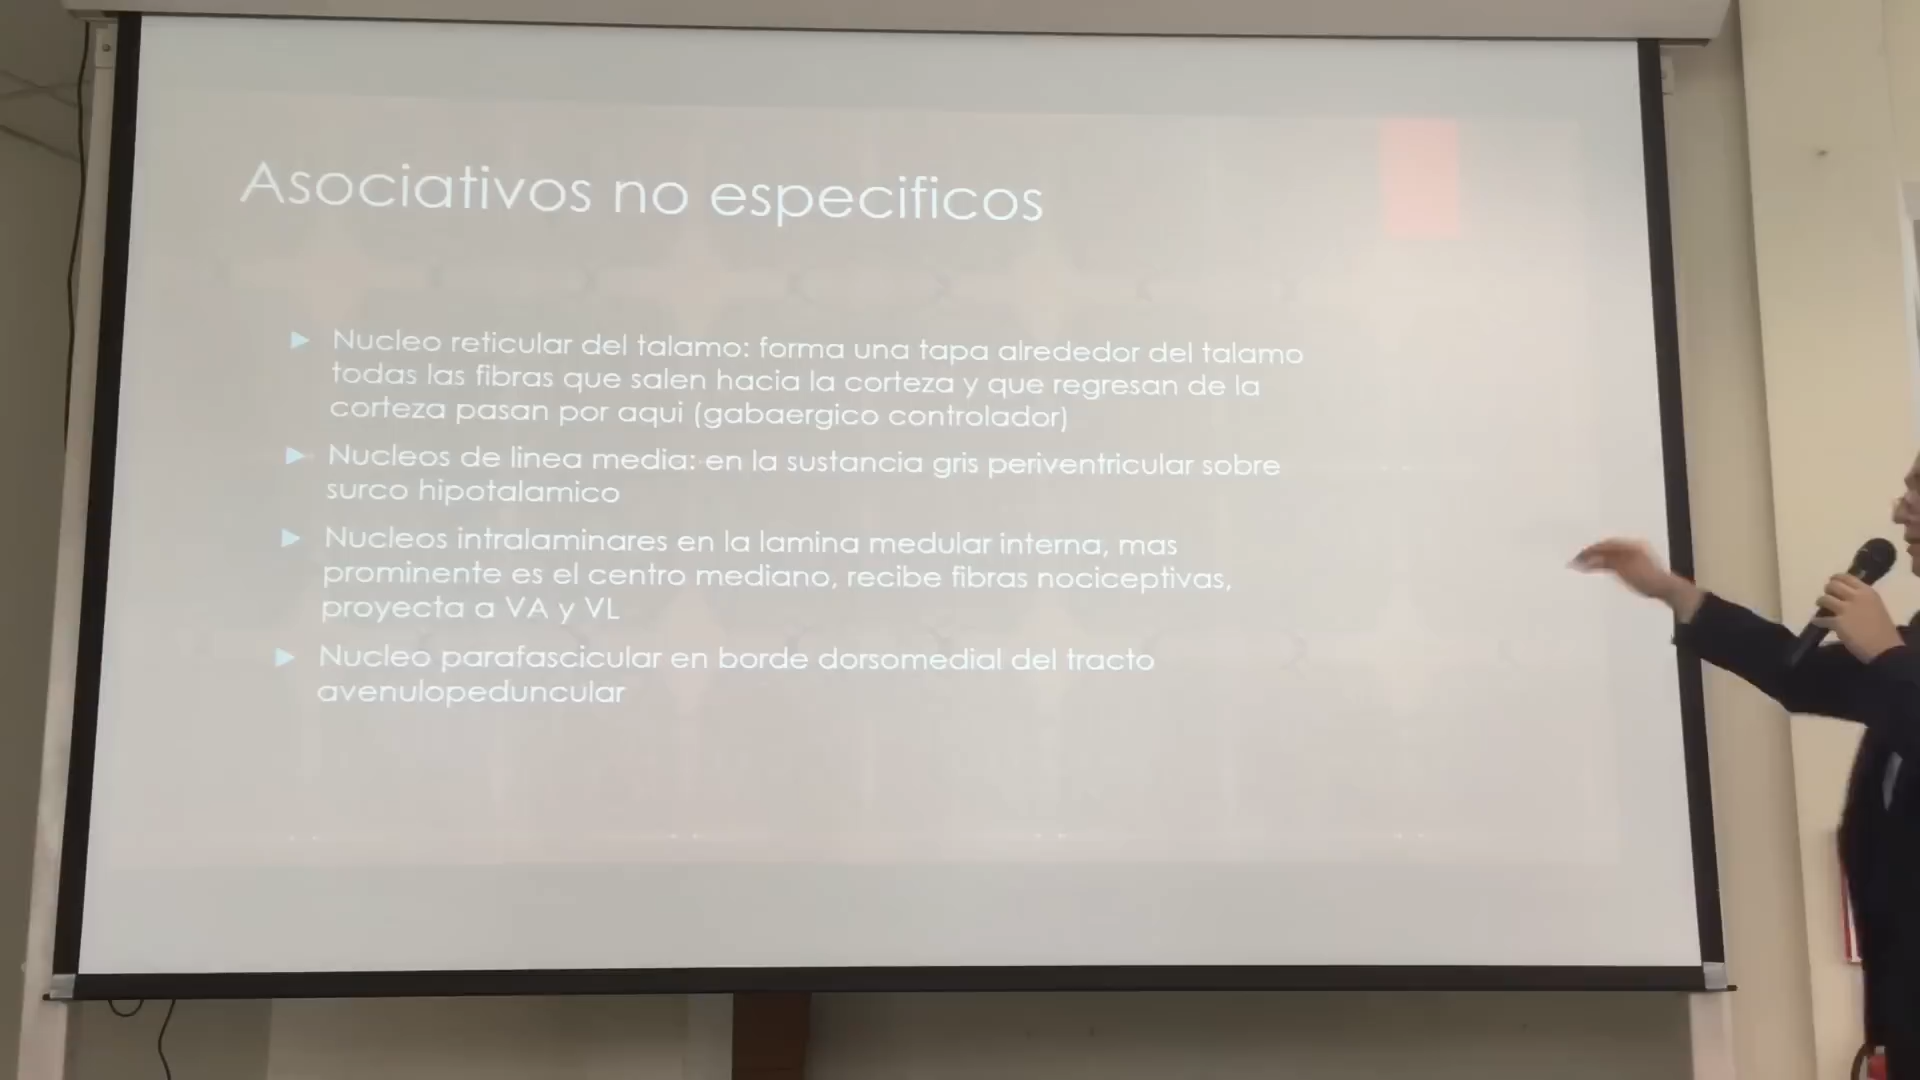 Asociativos no especificos
Nucleo reticular del talamo: forma una tapa alrededor del talamo
todas las fibras que salen hacia la corteza y que regresan de la
corteza pasan por aqui (gabaergico controlador)
Nucleos de linea media: en la sustancia gris periventricular sobre
surco hipotalamico
Nucleos intralaminares en la lamina medular interna, mas
prominente es el centro mediano, recibe fibras nociceptivas,
proyecta a VA y VL
Nucleo parafascicular en borde dorsomedial del tracto
avenulopeduncular